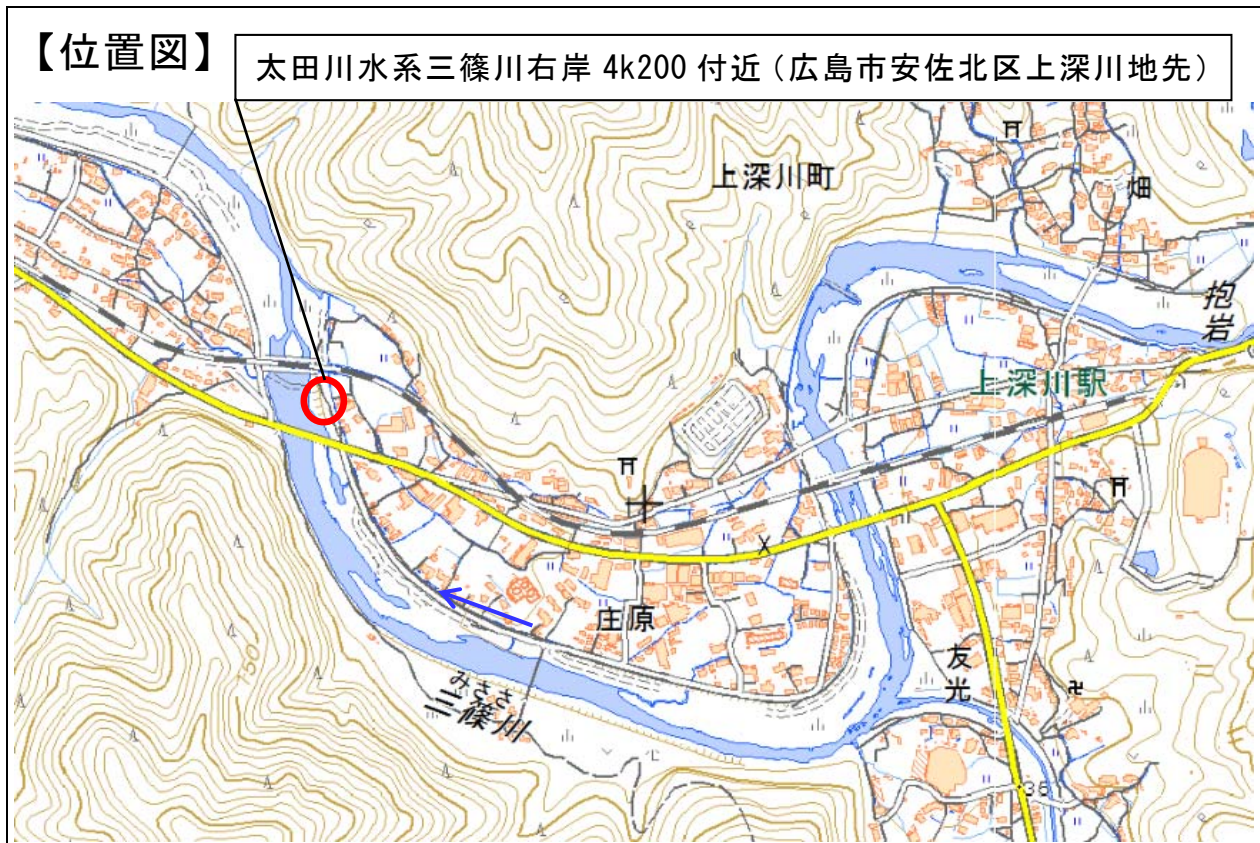 【位置図】
太田川水系三篠川右岸 4k200 付近（広島市安佐北区上深川地先）
上深川町
畑
抱岩
上深川駅
庄原
みささ
三篠川
友光
150
36